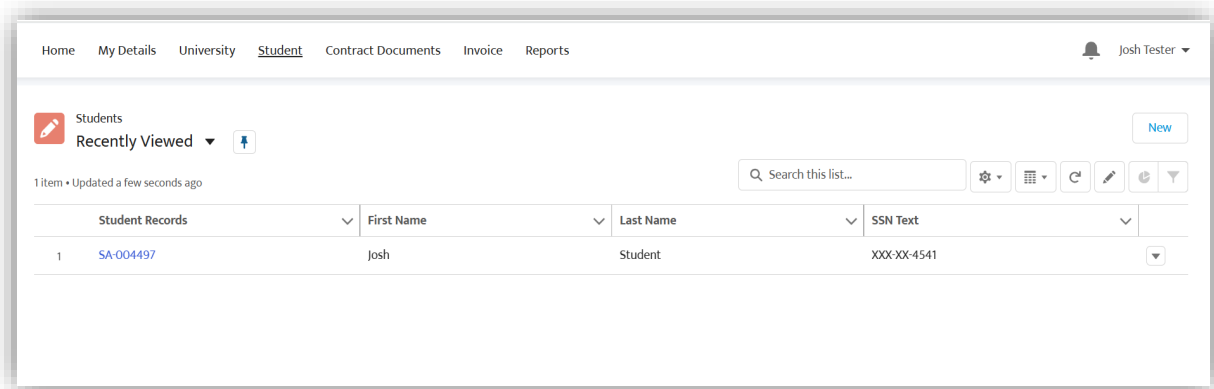 Home My Details University Student Contract Documents Invoice Reports Josh Tester
Students
Recently Viewed
New
1 item • Updated a few seconds ago
Search this list...
Student Records First Name Last Name SSN Text
1 SA-004497 Josh Student XXX-XX-4541